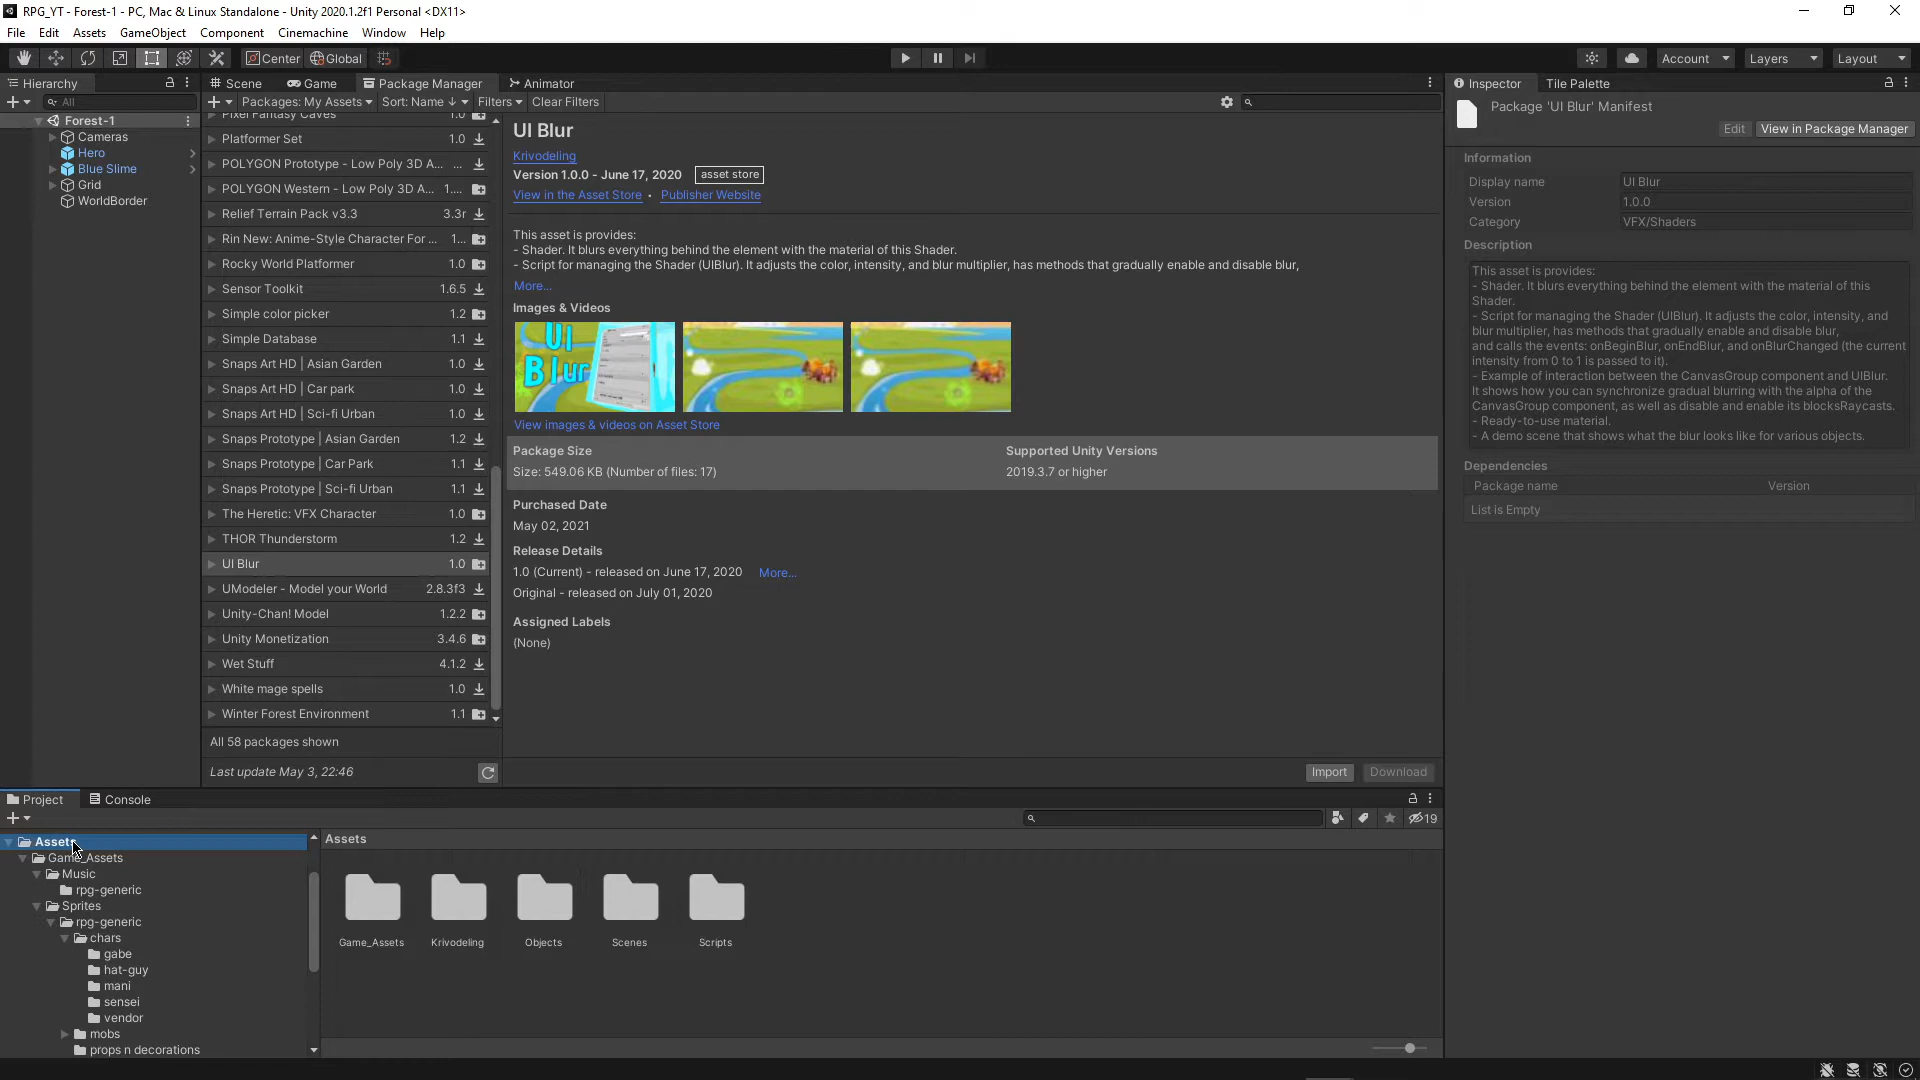 RPG_YT - Forest-1 - PC, Mac & Linux Standalone - Unity 2020.1.2f1 Personal <DX11>
File Edit Assets GameObject Component Cinemachine Window Help
Center Global Account Layers Layout
Hierarchy
All
Forest-1
Cameras
Hero
Blue Slime
Grid
WorldBorder
Scene Game Package Manager Animator
Packages: My Assets Sort: Name ↓ Filters Clear Filters
Pixel Fantasy Caves 1.0
Platformer Set 1.0
POLYGON Prototype - Low Poly 3D A... ...
POLYGON Western - Low Poly 3D A... 1....
Relief Terrain Pack v3.3 3.3r
Rin New: Anime-Style Character For ... 1...
Rocky World Platformer 1.0
Sensor Toolkit 1.6.5
Simple color picker 1.2
Simple Database 1.1
Snaps Art HD | Asian Garden 1.0
Snaps Art HD | Car park 1.0
Snaps Art HD | Sci-fi Urban 1.0
Snaps Prototype | Asian Garden 1.2
Snaps Prototype | Car Park 1.1
Snaps Prototype | Sci-fi Urban 1.1
The Heretic: VFX Character 1.0
THOR Thunderstorm 1.2
UI Blur 1.0
UModeler - Model your World 2.8.3f3
Unity-Chan! Model 1.2.2
Unity Monetization 3.4.6
Wet Stuff 4.1.2
White mage spells 1.0
Winter Forest Environment 1.1
All 58 packages shown
Last update May 3, 22:46
UI Blur
Krivodeling
Version 1.0.0 - June 17, 2020 asset store
View in the Asset Store • Publisher Website
This asset is provides:
- Shader. It blurs everything behind the element with the material of this Shader.
- Script for managing the Shader (UIBlur). It adjusts the color, intensity, and blur multiplier, has methods that gradually enable and disable blur,
More...
Images & Videos
UI
Blur
View images & videos on Asset Store
Package Size Supported Unity Versions
Size: 549.06 KB (Number of files: 17) 2019.3.7 or higher
Purchased Date
May 02, 2021
Release Details
1.0 (Current) - released on June 17, 2020 More...
Original - released on July 01, 2020
Assigned Labels
(None)
Import Download
Inspector Tile Palette
Package 'UI Blur' Manifest
Edit View in Package Manager
Information
Display name UI Blur
Version 1.0.0
Category VFX/Shaders
Description
This asset is provides:
- Shader. It blurs everything behind the element with the material of this
Shader.
- Script for managing the Shader (UIBlur). It adjusts the color, intensity, and
blur multiplier, has methods that gradually enable and disable blur,
and calls the events: onBeginBlur, onEndBlur, and onBlurChanged (the current
intensity from 0 to 1 is passed to it).
- Example of interaction between the CanvasGroup component and UIBlur.
It shows how you can synchronize gradual blurring with the alpha of the
CanvasGroup component, as well as disable and enable its blocksRaycasts.
- Ready-to-use material.
- A demo scene that shows what the blur looks like for various objects.
Dependencies
Package name Version
List is Empty
Project Console
19
Assets
Game_Assets
Music
rpg-generic
Sprites
rpg-generic
chars
gabe
hat-guy
mani
sensei
vendor
mobs
props n decorations
Assets
Game_Assets Krivodeling Objects Scenes Scripts